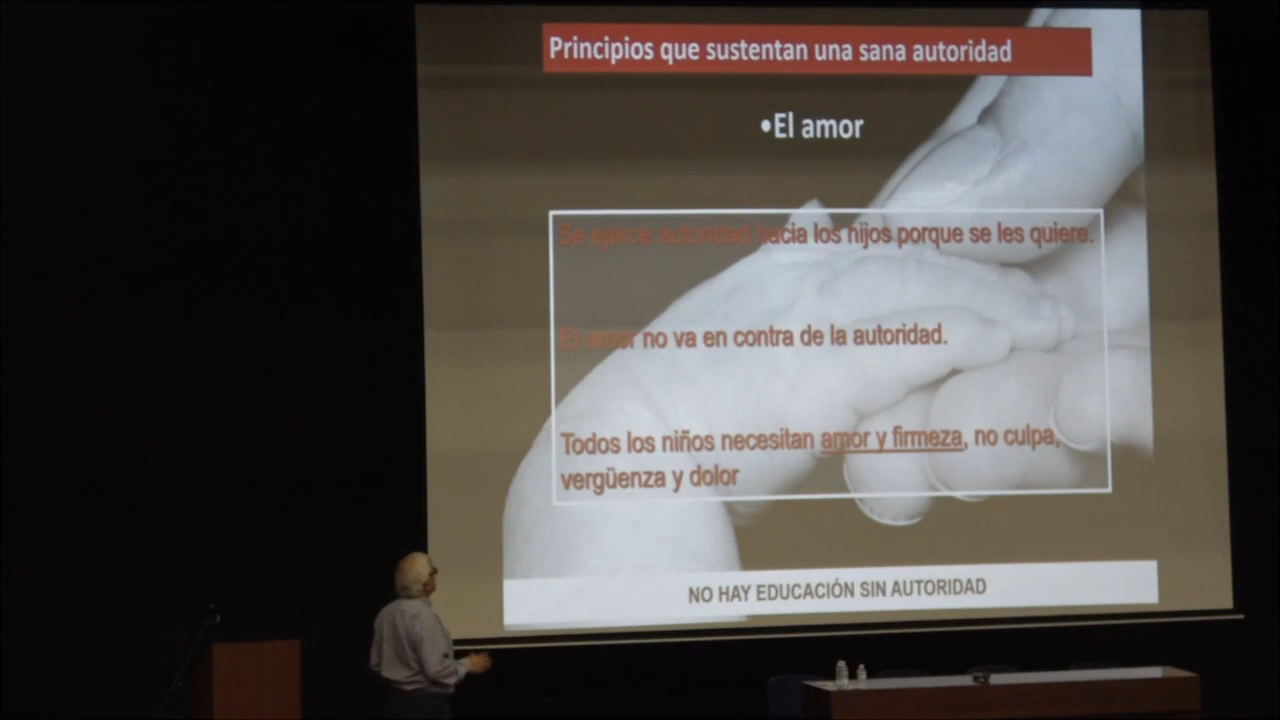 Principios que sustentan una sana autoridad
•El amor
Se ejerce autoridad hacia los hijos porque se les quiere.
El amor no va en contra de la autoridad.
Todos los niños necesitan amor y firmeza, no culpa,
vergüenza y dolor
NO HAY EDUCACIÓN SIN AUTORIDAD